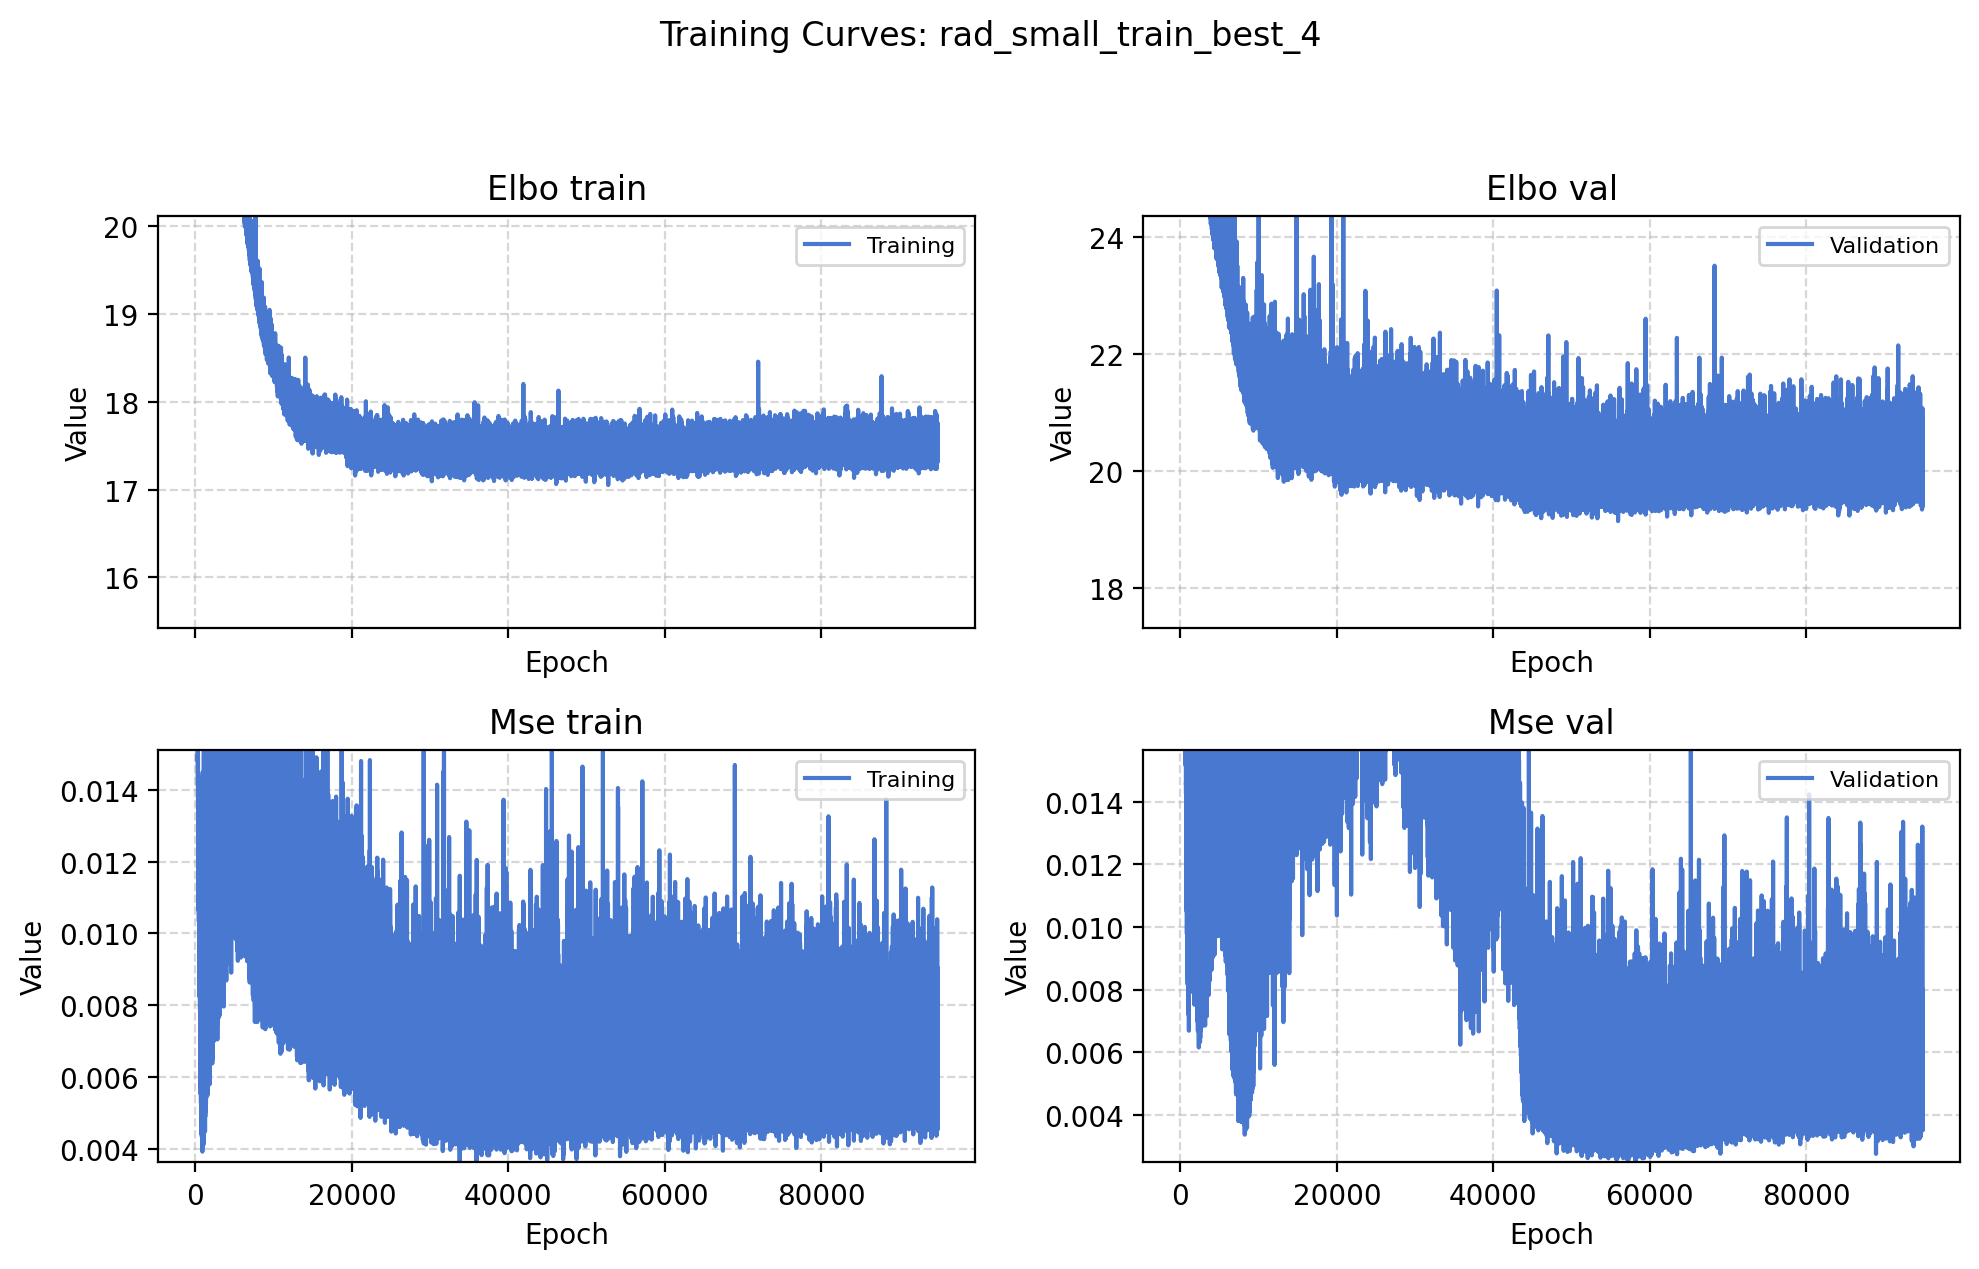 Training Curves: rad_small_train_best_4
Elbo train
Elbo val
20
19
18
17
16
Value
Training
Epoch
24
22
20
18
Value
Validation
Epoch
Mse train
Mse val
0.014
0.012
0.010
0.008
0.006
0.004
Value
Training
0
20000
40000
60000
80000
Epoch
0.014
0.012
0.010
0.008
0.006
0.004
Value
Validation
0
20000
40000
60000
80000
Epoch